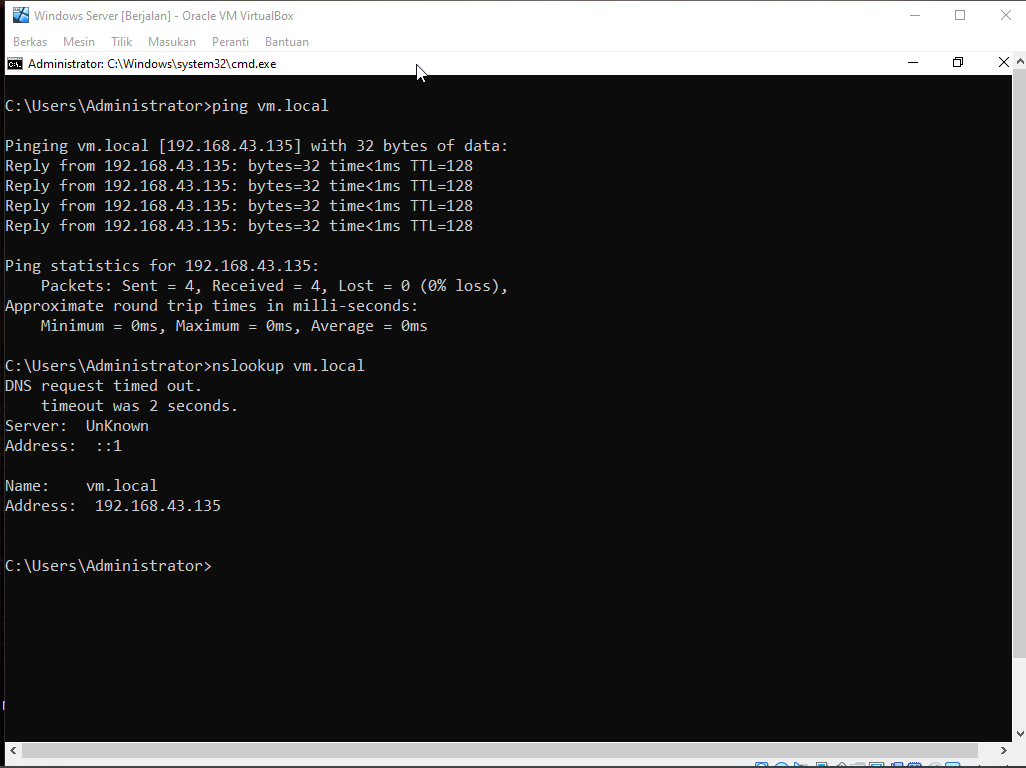 Windows Server [Berjalan] - Oracle VM VirtualBox
Berkas Mesin Tilik Masukan Peranti Bantuan
Administrator: C:\Windows\system32\cmd.exe
C:\Users\Administrator>ping vm.local
Pinging vm.local [192.168.43.135] with 32 bytes of data:
Reply from 192.168.43.135: bytes=32 time<1ms TTL=128
Reply from 192.168.43.135: bytes=32 time<1ms TTL=128
Reply from 192.168.43.135: bytes=32 time<1ms TTL=128
Reply from 192.168.43.135: bytes=32 time<1ms TTL=128
Ping statistics for 192.168.43.135:
Packets: Sent = 4, Received = 4, Lost = 0 (0% loss),
Approximate round trip times in milli-seconds:
Minimum = 0ms, Maximum = 0ms, Average = 0ms
C:\Users\Administrator>nslookup vm.local
DNS request timed out.
timeout was 2 seconds.
Server: UnKnown
Address: ::1
Name: vm.local
Address: 192.168.43.135
C:\Users\Administrator>